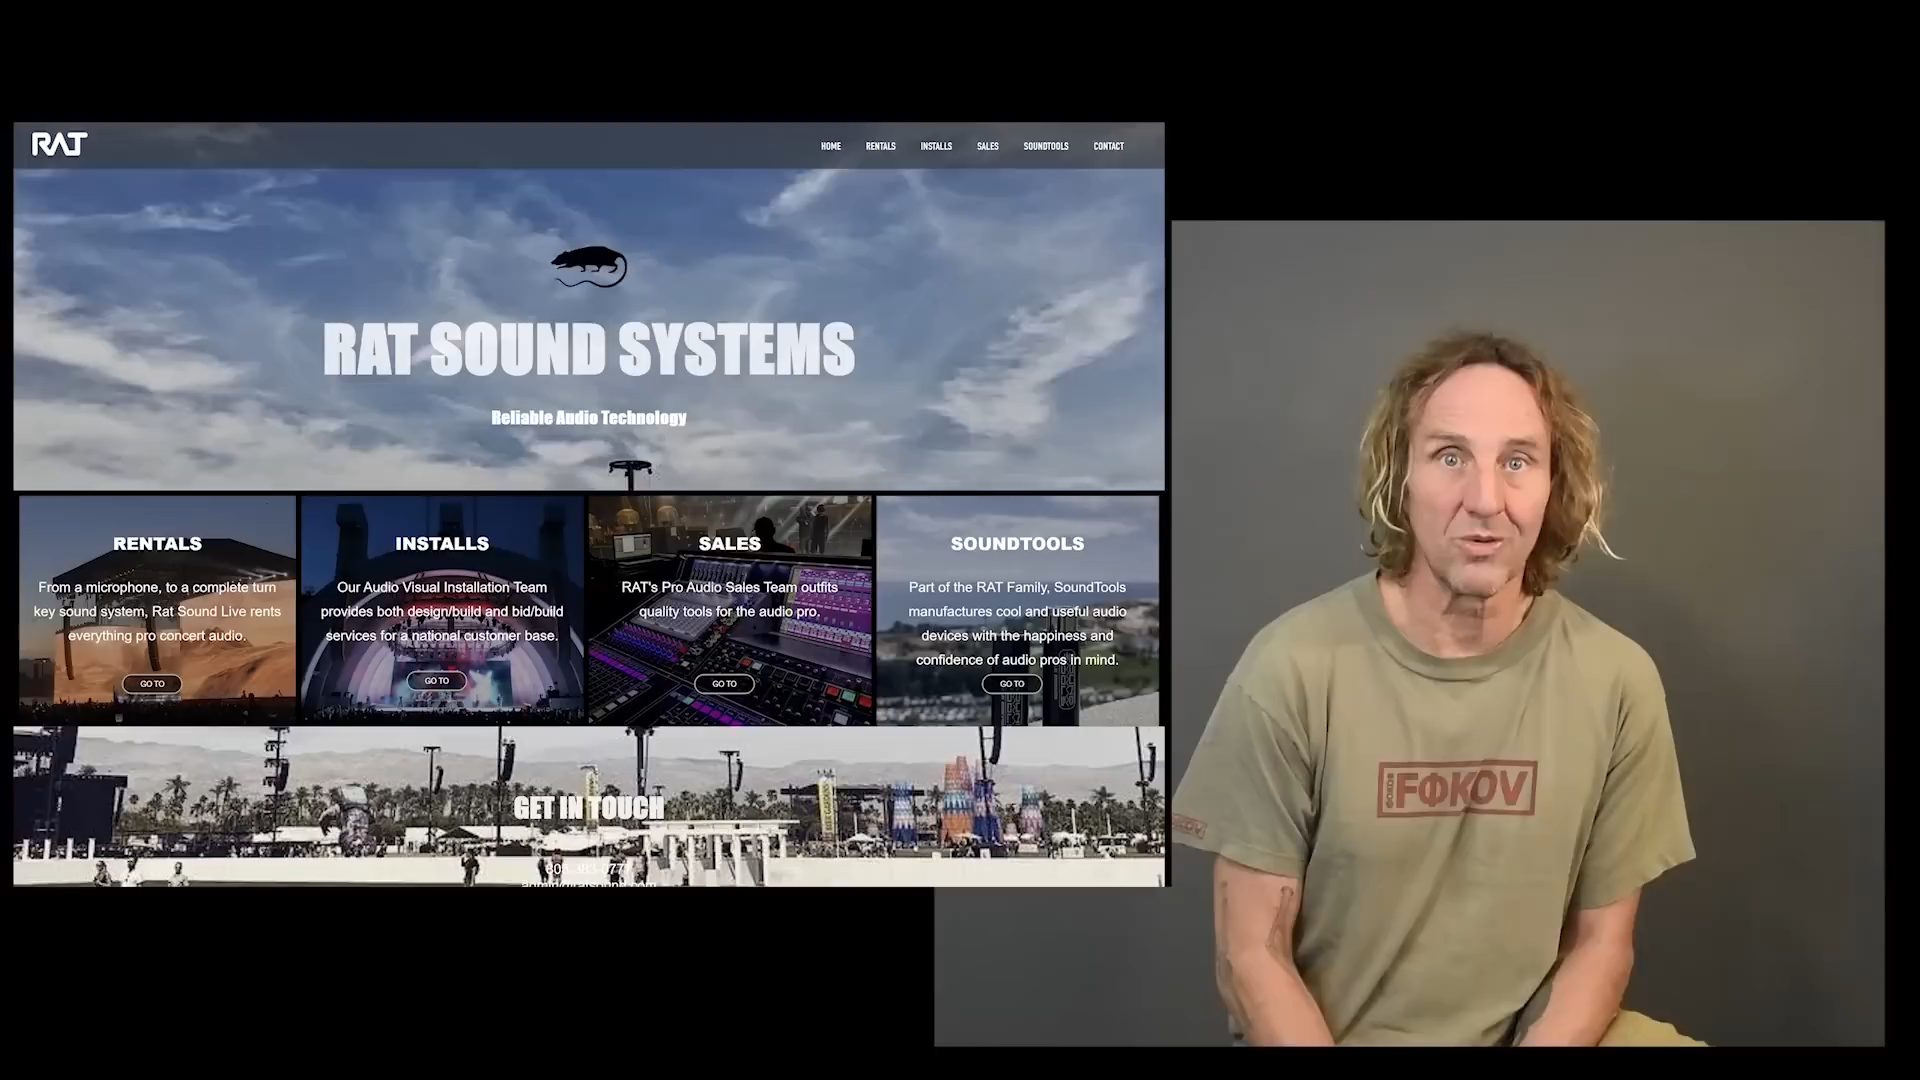 RAT
HOME RENTALS INSTALLS SALES SOUNDTOOLS CONTACT
RAT SOUND SYSTEMS
Reliable Audio Technology
RENTALS
From a microphone, to a complete turn
key sound system, Rat Sound Live rents
everything pro concert audio.
GO TO
INSTALLS
Our Audio Visual Installation Team
provides both design/build and bid/build
services for a national customer base.
GO TO
SALES
RAT's Pro Audio Sales Team outfits
quality tools for the audio pro.
GO TO
SOUNDTOOLS
Part of the RAT Family, SoundTools
manufactures cool and useful audio
devices with the happiness and
confidence of audio pros in mind.
GO TO
GET IN TOUCH
FΦKOV